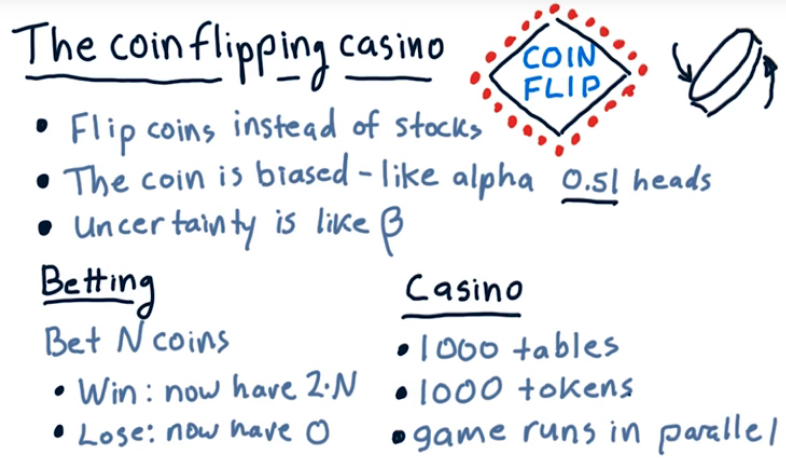 The coin flipping casino
COIN
FLIP
• Flip coins instead of stocks
• The coin is biased - like alpha 0.51 heads
• Uncertainty is like β
Betting
Bet N coins
• Win: now have 2·N
• Lose: now have 0
Casino
• 1000 tables
• 1000 tokens
• game runs in parallel